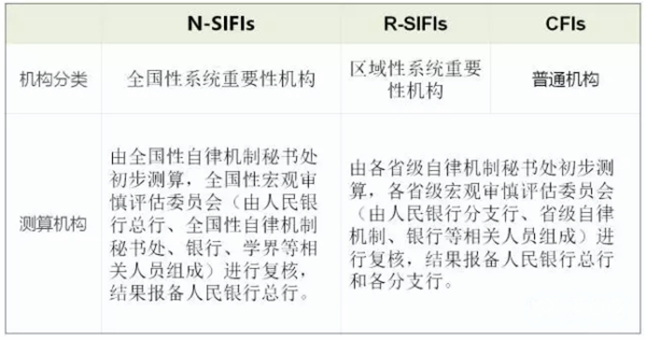 N-SIFIs R-SIFIs CFIs
机构分类
全国性系统重要性机构
区域性系统重要
性机构
普通机构
测算机构
由全国性自律机制秘书处
初步测算，全国性宏观审
慎评估委员会（由人民银
行总行、全国性自律机制
秘书处、银行、学界等相
关人员组成）进行复核，
结果报备人民银行总行。
由各省级自律机制秘书处初步测
算，各省级宏观审慎评估委员会
（由人民银行分支行、省级自律
机制、银行等相关人员组成）进
行复核，结果报备人民银行总行
和各分支行。